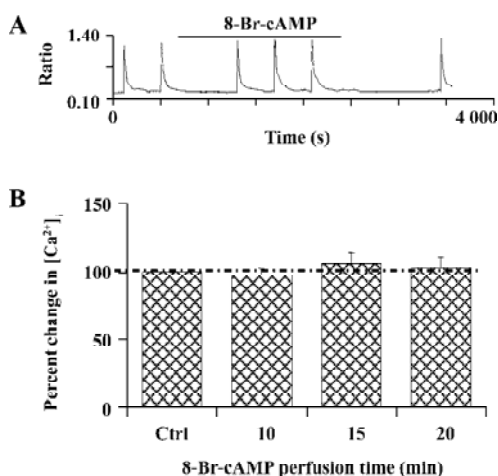 A
8-Br-cAMP
1.40
Ratio
0.10
0
4 000
Time (s)
B
Percent change in [Ca²⁺]ᵢ
150
100
50
0
Ctrl
10
15
20
8-Br-cAMP perfusion time (min)